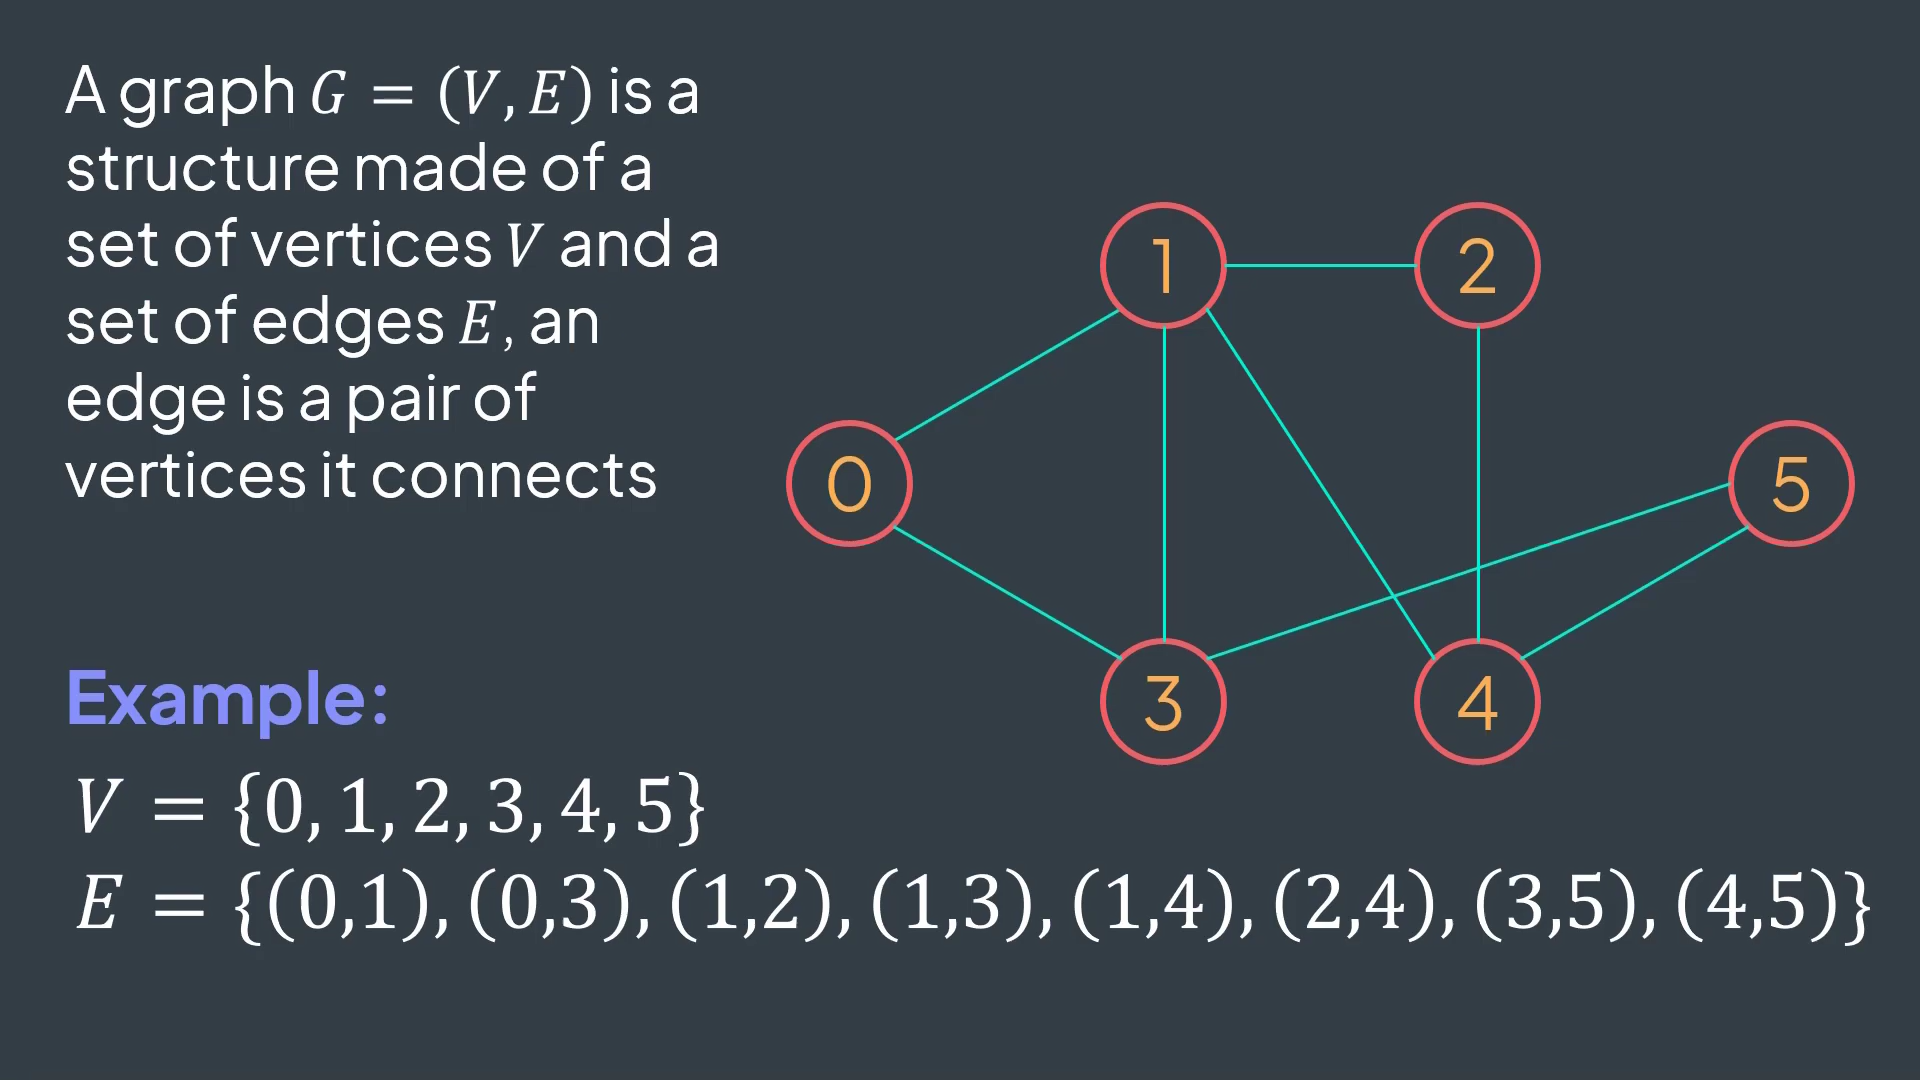 A graph G = (V, E) is a
structure made of a
set of vertices V and a
set of edges E, an
edge is a pair of
vertices it connects
1
2
0
5
3
4
Example:
V = {0, 1, 2, 3, 4, 5}
E = {(0,1), (0,3), (1,2), (1,3), (1,4), (2,4), (3,5), (4,5)}